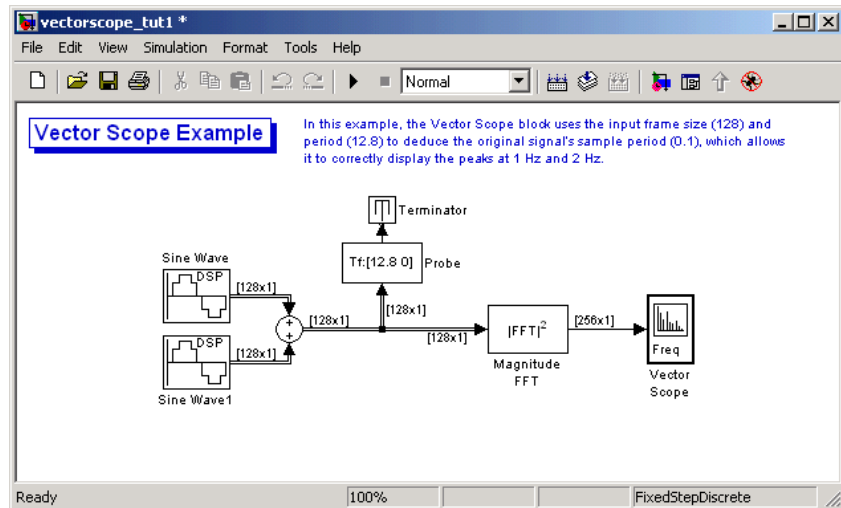 vectorscope_tut1 *
File Edit View Simulation Format Tools Help
Normal
Vector Scope Example
In this example, the Vector Scope block uses the input frame size (128) and
period (12.8) to deduce the original signal's sample period (0.1), which allows
it to correctly display the peaks at 1 Hz and 2 Hz.
Terminator
Tf:[12.8 0] Probe
Sine Wave
DSP
[128x1]
[128x1]
+
+
[128x1]
[128x1]
|FFT|²
[256x1]
Freq
Magnitude
FFT
Vector
Scope
DSP
[128x1]
Sine Wave1
Ready 100% FixedStepDiscrete